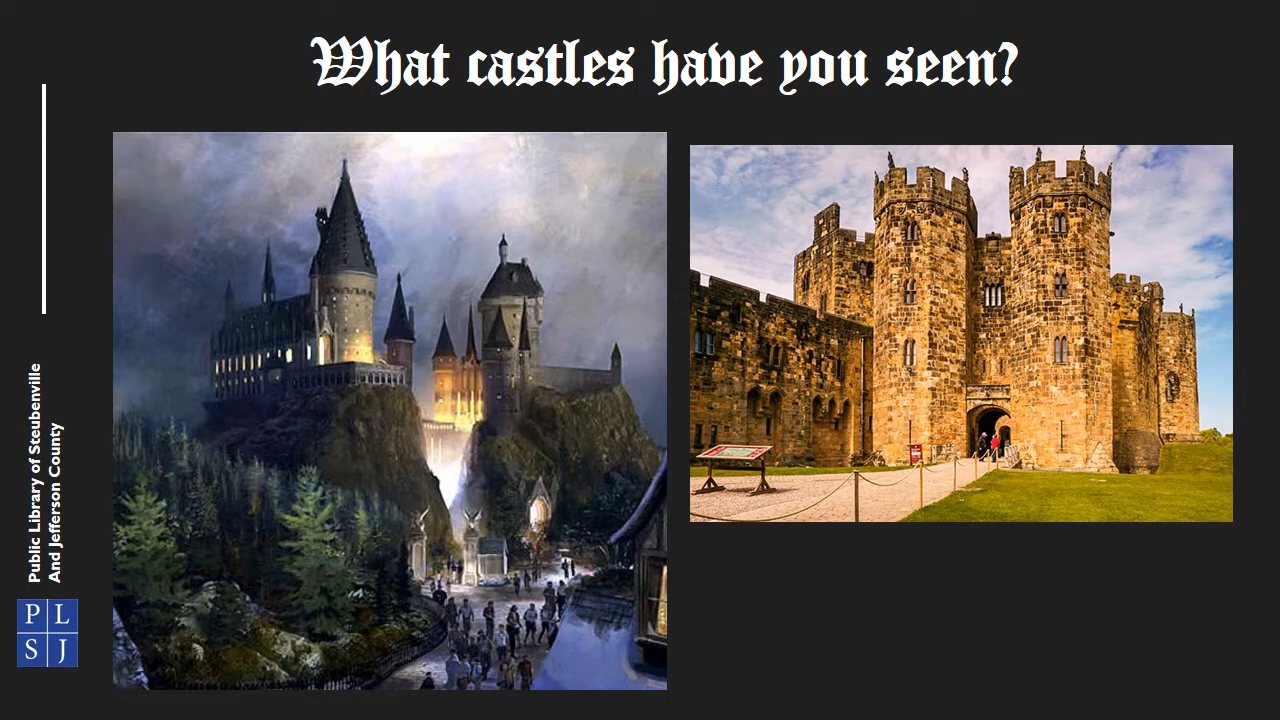 What castles have you seen?
Public Library of Steubenville
And Jefferson County
P L
S J